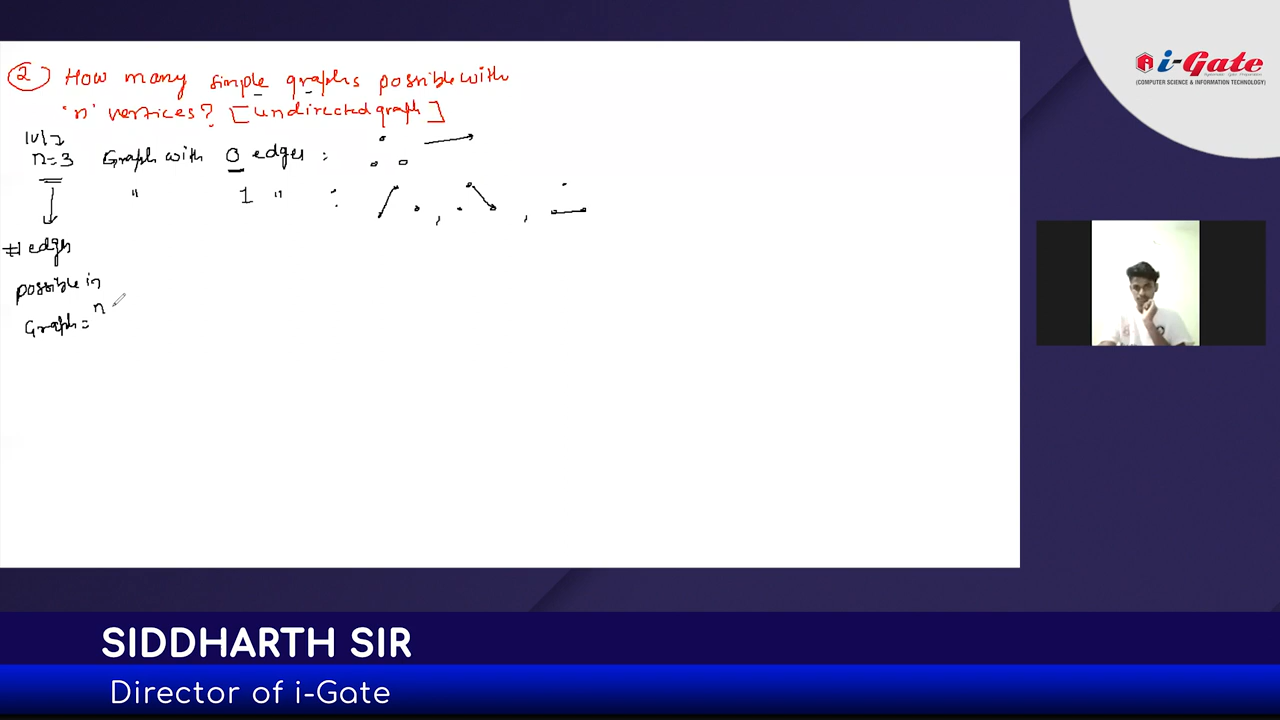 ② How many simple graphs possible with
'n' vertices? [undirected graph]
n=3 Graph with 0 edges :
" 1 " :
, ,
# edges
possible in
Graph = n
i-Gate
(COMPUTER SCIENCE & INFORMATION TECHNOLOGY)
SIDDHARTH SIR
Director of i-Gate